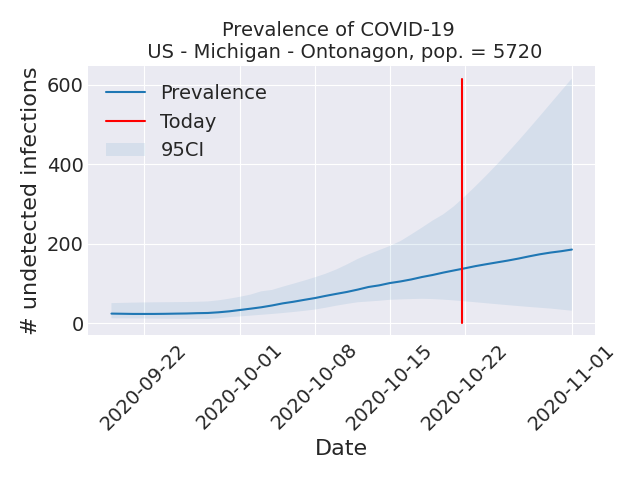 Prevalence of COVID-19
US - Michigan - Ontonagon, pop. = 5720
# undetected infections
600
400
200
0
Prevalence
Today
95CI
2020-09-22
2020-10-01
2020-10-08
2020-10-15
2020-10-22
2020-11-01
Date